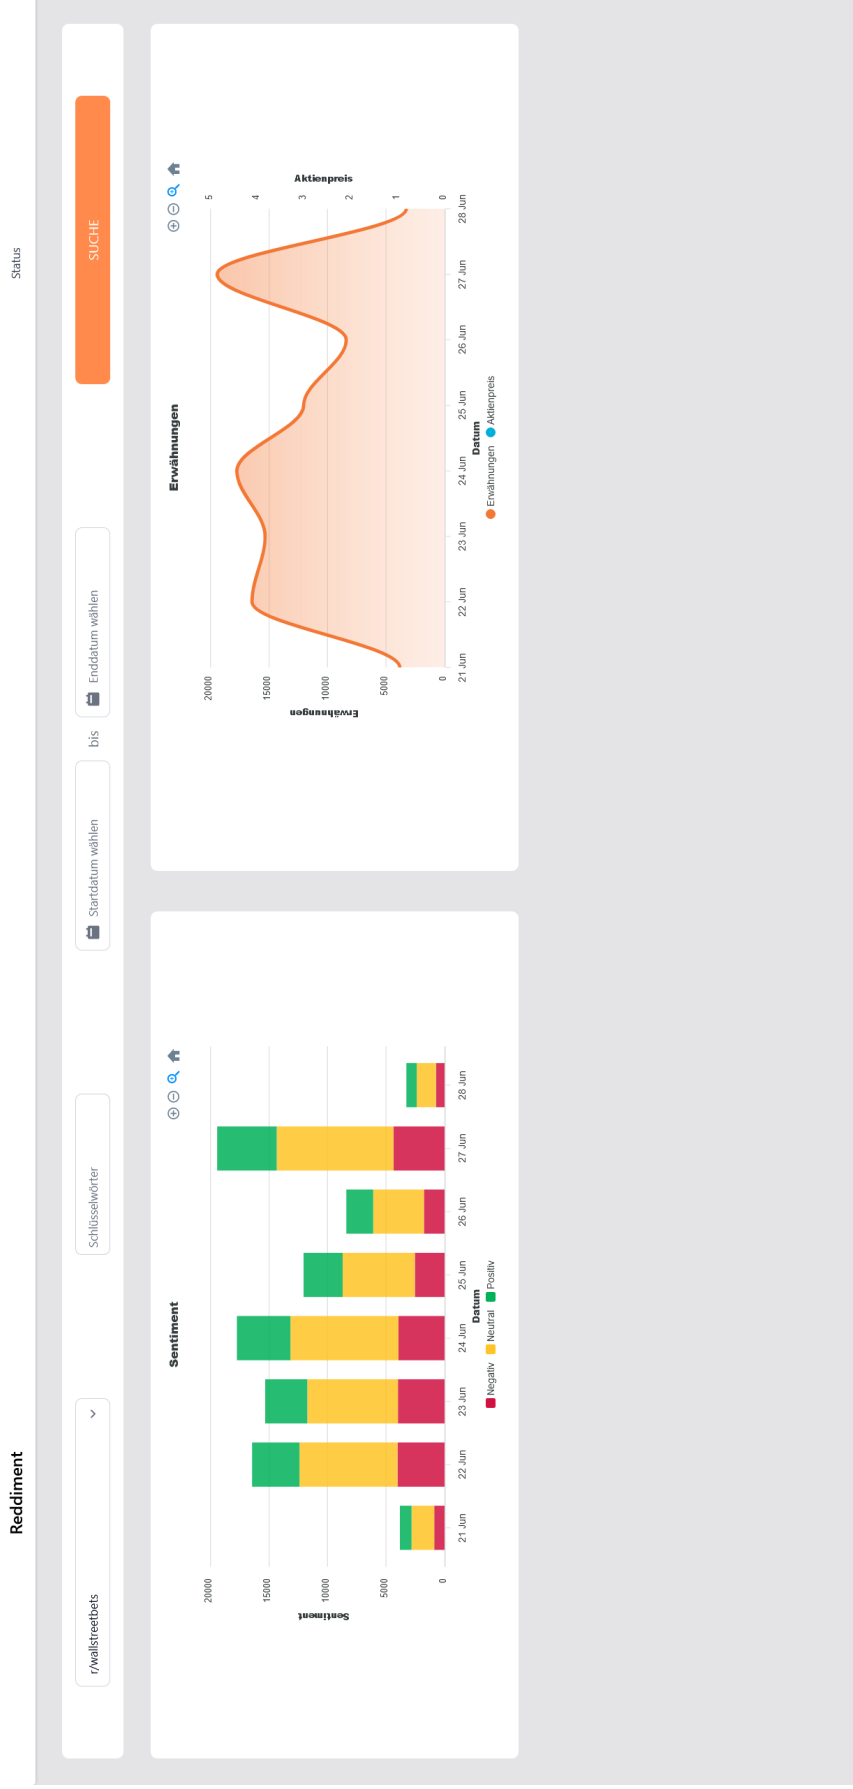 Reddiment
Status
r/wallstreetbets
Schlüsselwörter
Startdatum wählen
bis
Enddatum wählen
SUCHE
Sentiment
20000
15000
10000
5000
0
Sentiment
21 Jun
22 Jun
23 Jun
24 Jun
25 Jun
26 Jun
27 Jun
28 Jun
Datum
Negativ
Neutral
Positiv
Erwähnungen
20000
15000
10000
5000
0
Erwähnungen
5
4
3
2
1
0
Aktienpreis
21 Jun
22 Jun
23 Jun
24 Jun
25 Jun
26 Jun
27 Jun
28 Jun
Datum
Erwähnungen
Aktienpreis